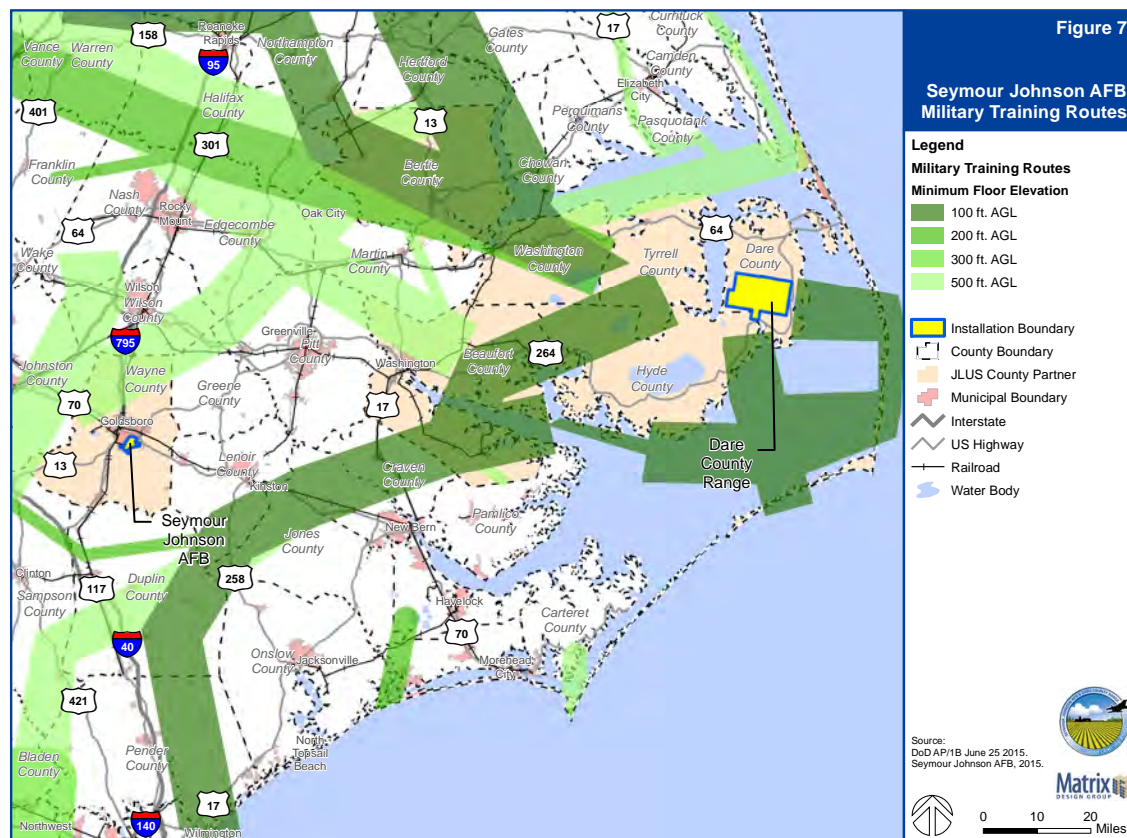 Figure 7
Seymour Johnson AFB
Military Training Routes
Legend
Military Training Routes
Minimum Floor Elevation
100 ft. AGL
200 ft. AGL
300 ft. AGL
500 ft. AGL
Installation Boundary
County Boundary
JLUS County Partner
Municipal Boundary
Interstate
US Highway
Railroad
Water Body
Source:
DoD AP/1B June 25 2015.
Seymour Johnson AFB, 2015.
Matrix
DESIGN GROUP
0 10 20
Miles
158
Roanoke
Rapids
Northampton
County
Gates
County
17
Currituck
County
Camden
County
Vance
County
Warren
County
95
Hertford
County
Elizabeth
City
Halifax
County
Perquimans
County
Pasquotank
County
401
13
301
Bertie
County
Chowan
County
Franklin
County
Nash
County
Rocky
Mount
Edgecombe
County
Oak City
64
Wake
County
Martin
County
Washington
County
Tyrrell
County
64
Dare
County
Wilson
Wilson
County
795
Greenville
Pitt
County
Johnston
County
Wayne
County
Greene
County
Washington
Beaufort
County
264
Hyde
County
70
17
Goldsboro
13
Lenoir
County
Kinston
Craven
County
Dare
County
Range
Seymour
Johnson
AFB
Jones
County
New Bern
Pamlico
County
Clinton
Sampson
County
117
Duplin
County
258
Havelock
Carteret
County
40
Onslow
County
Jacksonville
70
Morehead
City
421
Pender
County
North
Topsail
Beach
Bladen
County
17
Northwest
140
Wilmington